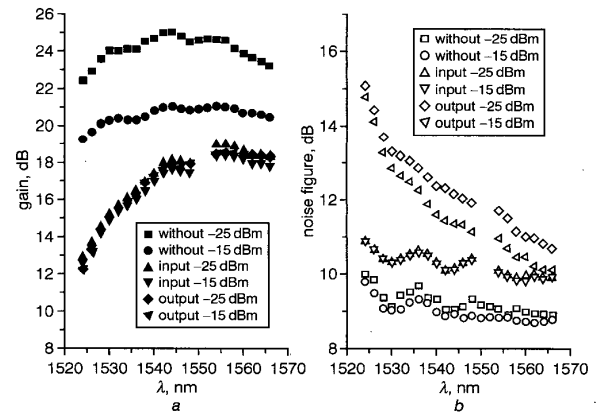 26
24
22
20
18
16
14
12
10
8
gain, dB
without −25 dBm
without −15 dBm
input −25 dBm
input −15 dBm
output −25 dBm
output −15 dBm
1520 1530 1540 1550 1560 1570
λ, nm
a
16
14
12
10
8
noise figure, dB
without −25 dBm
without −15 dBm
input −25 dBm
input −15 dBm
output −25 dBm
output −15 dBm
1520 1530 1540 1550 1560 1570
λ, nm
b